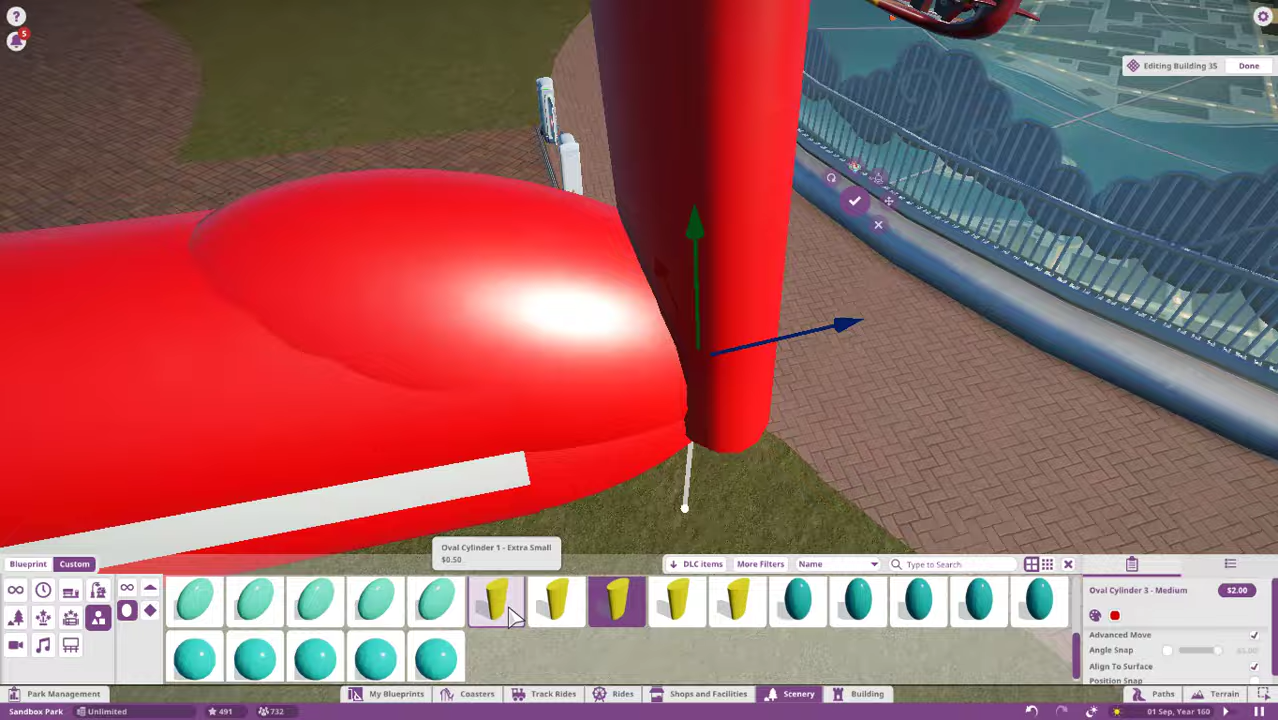 ?
5
Editing Building 35 Done
Oval Cylinder 1 - Extra Small
$0.50
Blueprint Custom
DLC items More Filters Name Type to Search
Oval Cylinder 3 - Medium $2.00
Advanced Move
Angle Snap
Align To Surface
Position Snap
Park Management My Blueprints Coasters Track Rides Rides Shops and Facilities Scenery Building Paths Terrain
Sandbox Park Unlimited 491 732 01 Sep, Year 160